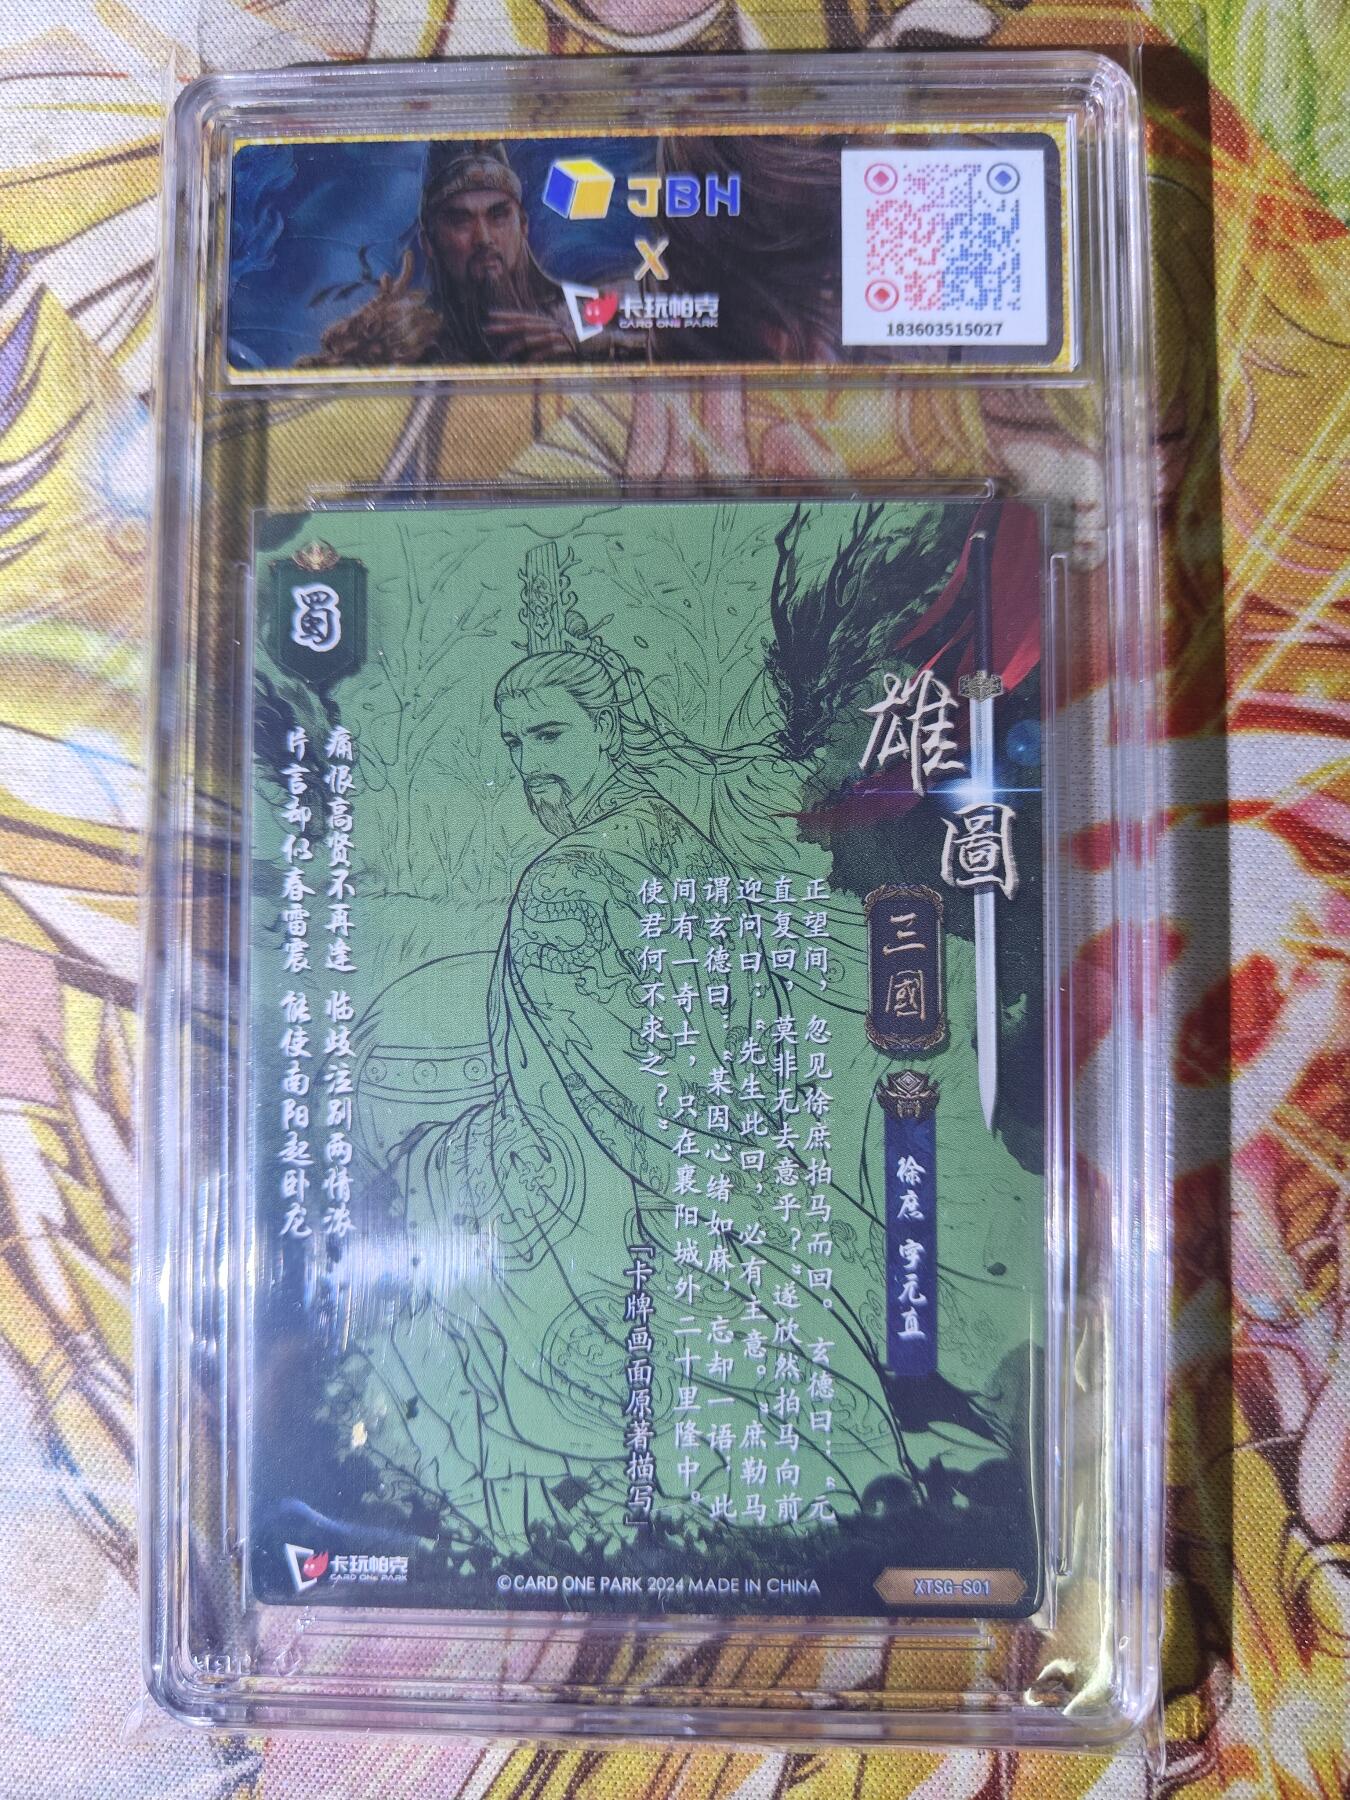 JBH
X
卡玩帕克
CARD ONE PARK
183603515027
蜀
雄圖
三國
徐庶 字元直
正望间，忽见徐庶拍马而回。玄德曰：“元
直复回，莫非无去意乎？”遂欣然拍马向前
迎问曰：“先生此回，必有主意。”庶勒马
谓玄德曰：“某因心绪如麻，忘却一语：此
间有一奇士，只在襄阳城外二十里隆中。
使君何不求之？”
「卡牌画面原著描写」
痛恨高贤不再逢 临歧泣别两情浓
片言却似春雷震 能使南阳起卧龙
卡玩帕克
CARD ONE PARK
©CARD ONE PARK 2024 MADE IN CHINA
XTSG-S01